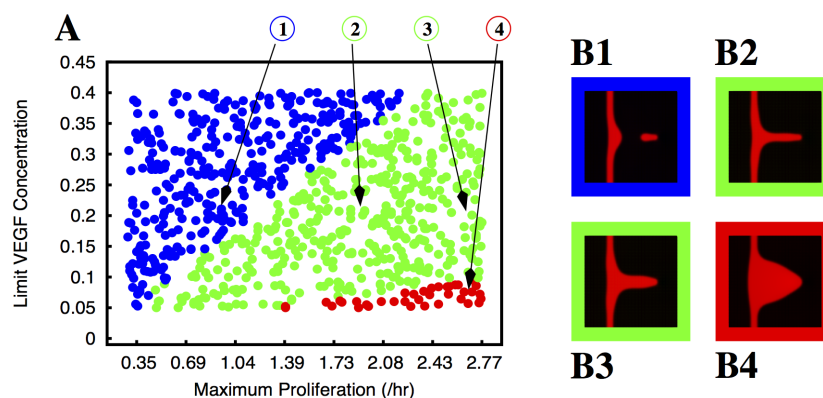 A
1 2 3 4
Limit VEGF Concentration
0.45
0.4
0.35
0.3
0.25
0.2
0.15
0.1
0.05
0
0.35 0.69 1.04 1.39 1.73 2.08 2.43 2.77
Maximum Proliferation (/hr)
B1 B2
B3 B4